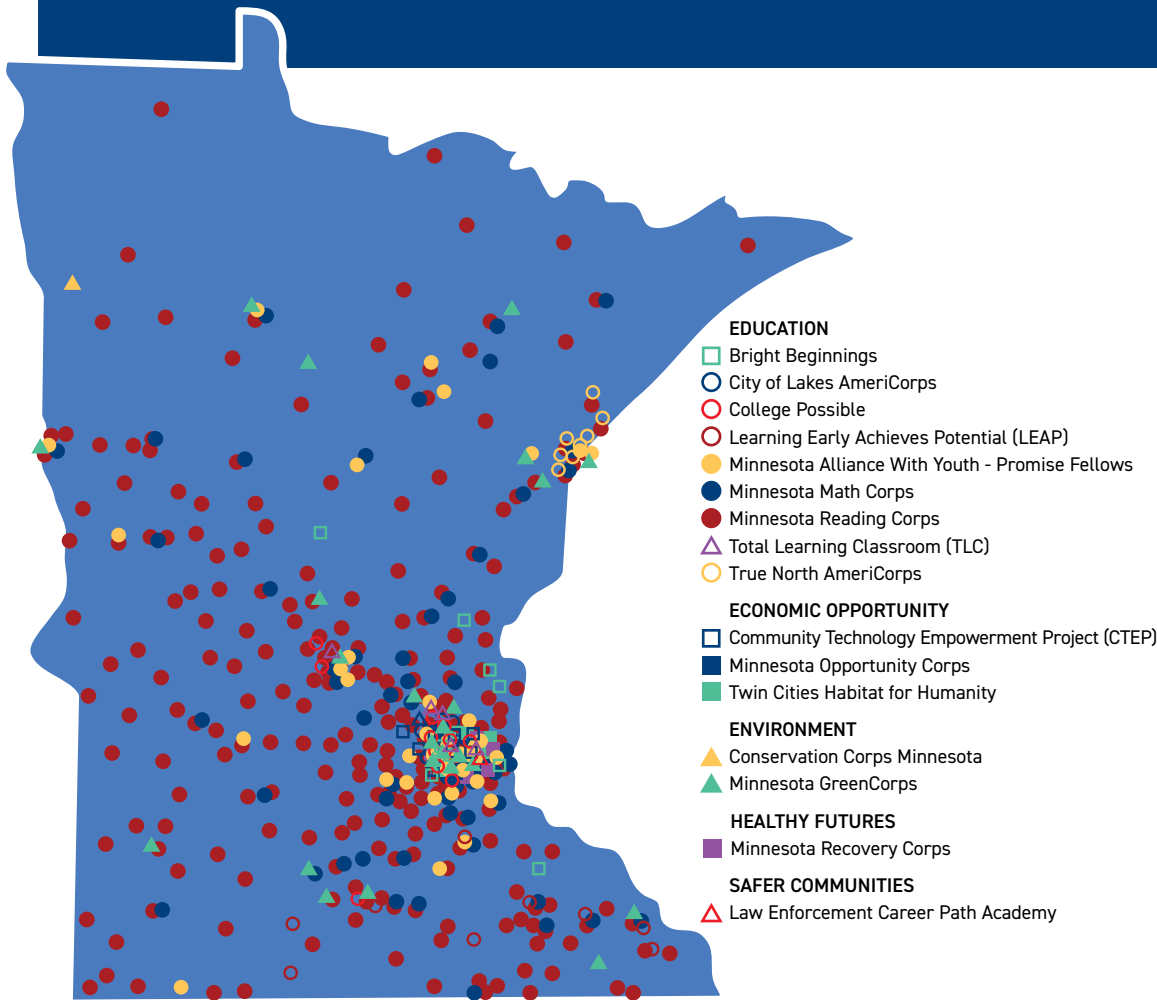 EDUCATION
Bright Beginnings
City of Lakes AmeriCorps
College Possible
Learning Early Achieves Potential (LEAP)
Minnesota Alliance With Youth - Promise Fellows
Minnesota Math Corps
Minnesota Reading Corps
Total Learning Classroom (TLC)
True North AmeriCorps
ECONOMIC OPPORTUNITY
Community Technology Empowerment Project (CTEP)
Minnesota Opportunity Corps
Twin Cities Habitat for Humanity
ENVIRONMENT
Conservation Corps Minnesota
Minnesota GreenCorps
HEALTHY FUTURES
Minnesota Recovery Corps
SAFER COMMUNITIES
Law Enforcement Career Path Academy